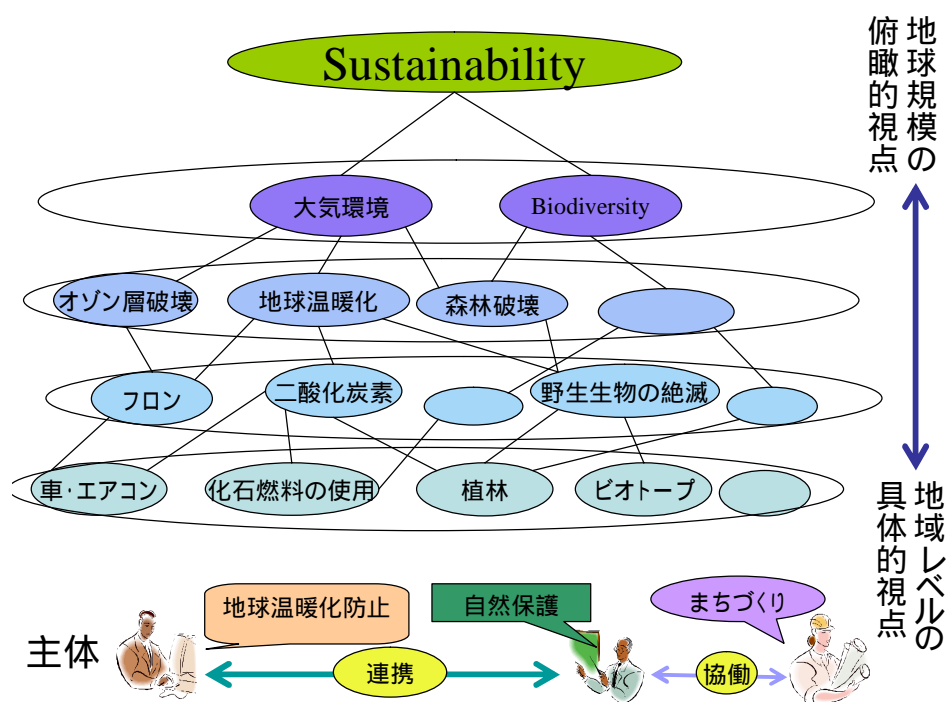 Sustainability
地球規模の
俯瞰的視点
大気環境
Biodiversity
オゾン層破壊
地球温暖化
森林破壊
フロン
二酸化炭素
野生生物の絶滅
車・エアコン
化石燃料の使用
植林
ビオトープ
地域レベルの
具体的視点
地球温暖化防止
自然保護
まちづくり
主体
連携
協働